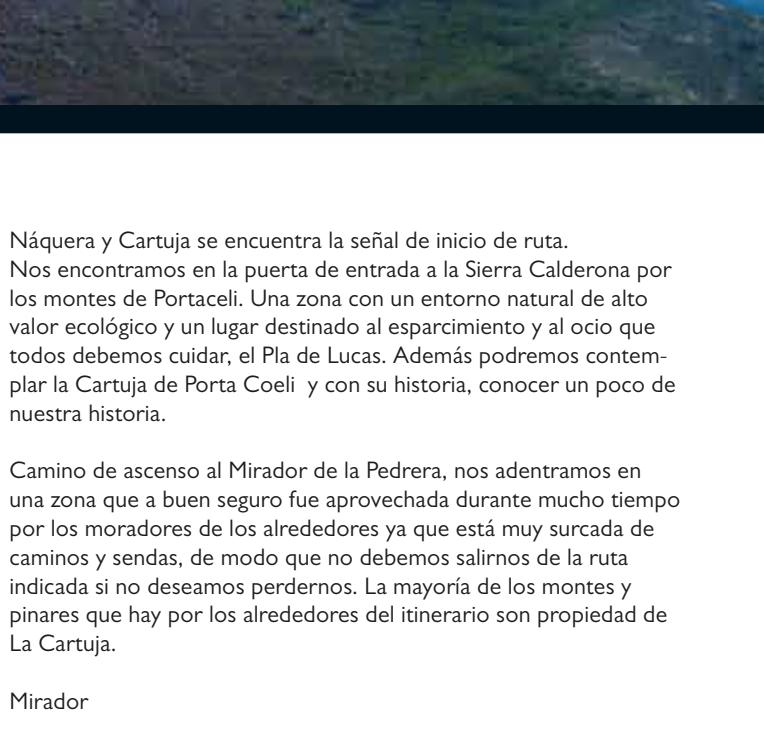 Náquera y Cartuja se encuentra la señal de inicio de ruta.
Nos encontramos en la puerta de entrada a la Sierra Calderona por
los montes de Portaceli. Una zona con un entorno natural de alto
valor ecológico y un lugar destinado al esparcimiento y al ocio que
todos debemos cuidar, el Pla de Lucas. Además podremos contem-
plar la Cartuja de Porta Coeli  y con su historia, conocer un poco de
nuestra historia.

Camino de ascenso al Mirador de la Pedrera, nos adentramos en
una zona que a buen seguro fue aprovechada durante mucho tiempo
por los moradores de los alrededores ya que está muy surcada de
caminos y sendas, de modo que no debemos salirnos de la ruta
indicada si no deseamos perdernos. La mayoría de los montes y
pinares que hay por los alrededores del itinerario son propiedad de
La Cartuja.

Mirador